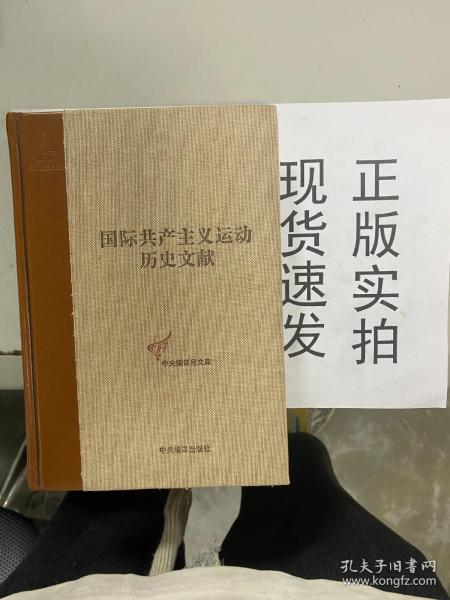 国际共产主义运动
历史文献
中央编译局文库
中央编译出版社
正版实拍
现货速发
孔夫子旧书网
www.kongfz.com